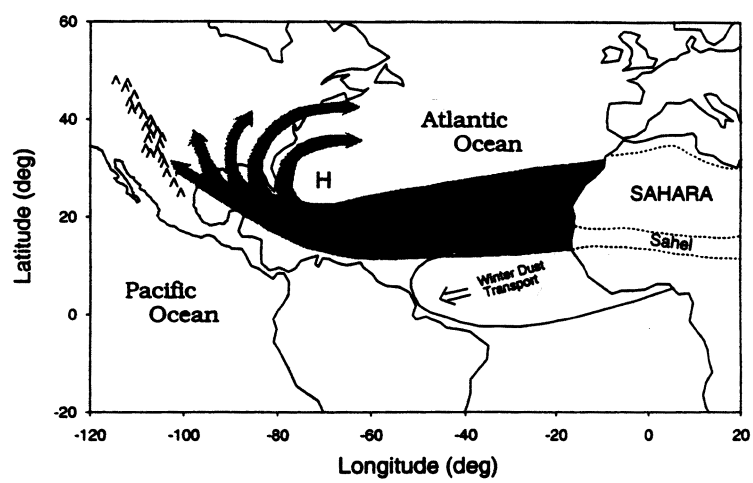 60
40
20
0
-20
-120
-100
-80
-60
-40
-20
0
20
Latitude (deg)
Longitude (deg)
Atlantic
Ocean
H
SAHARA
Sahel
Winter Dust
Transport
Pacific
Ocean